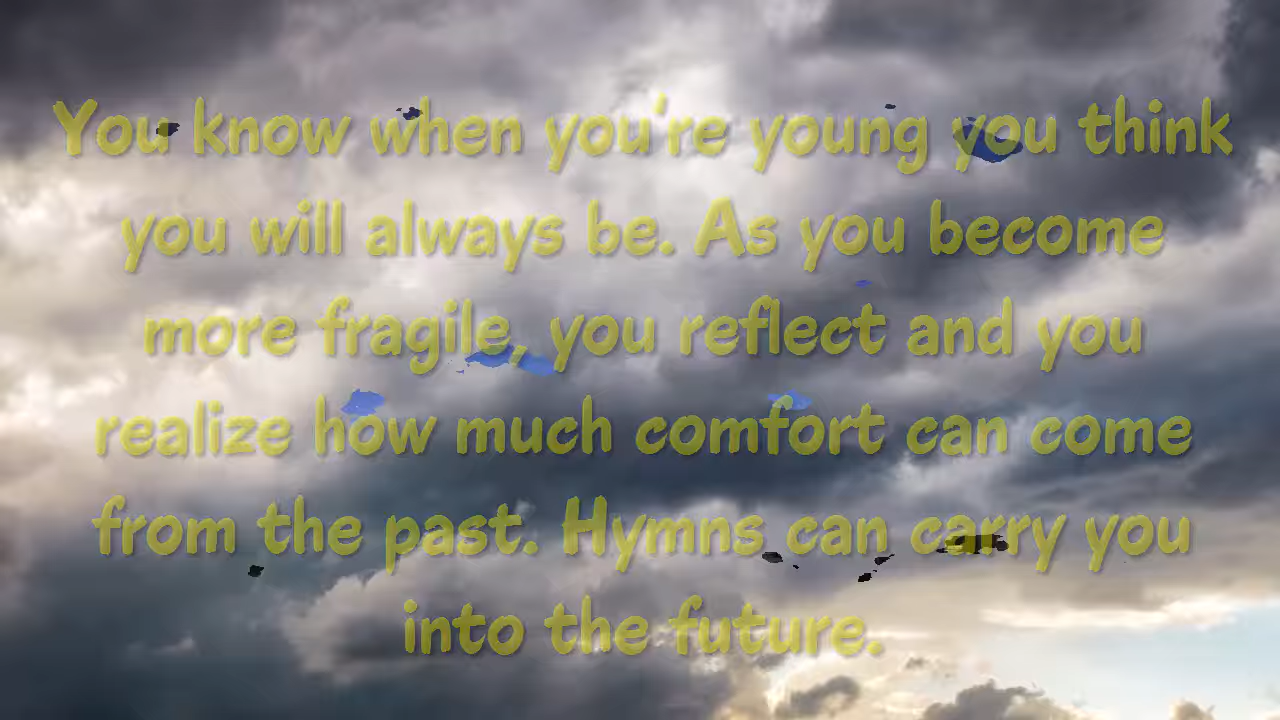 You know when you're young you think
you will always be. As you become
more fragile, you reflect and you
realize how much comfort can come
from the past. Hymns can carry you
into the future.